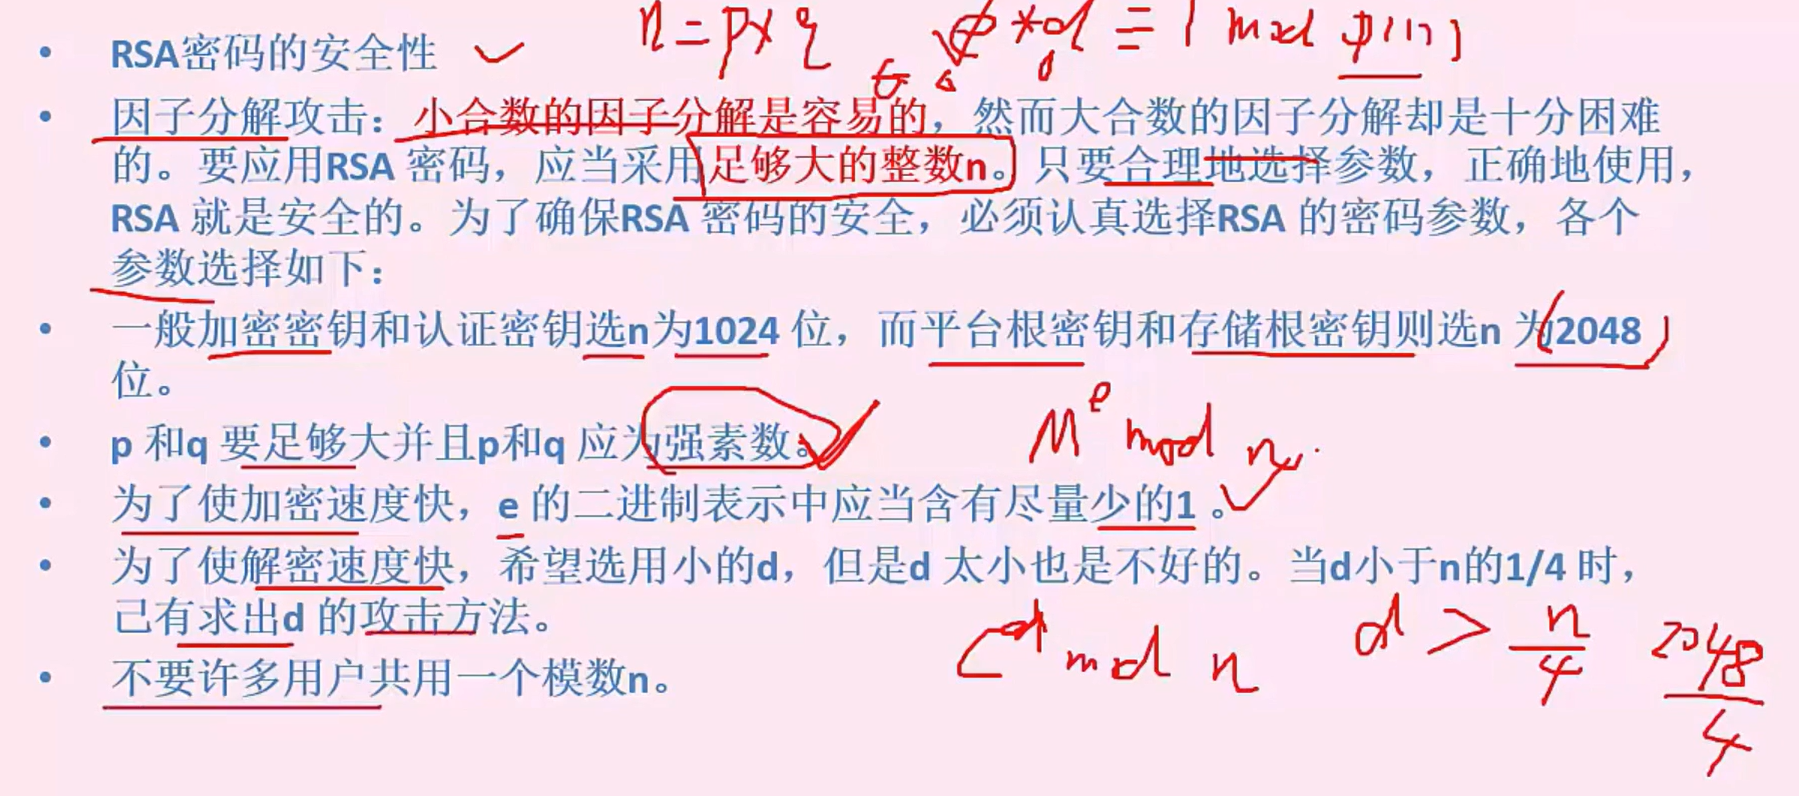 n=p×q e*d≡1 mod φ(n)
• RSA密码的安全性
• 因子分解攻击：小合数的因子分解是容易的，然而大合数的因子分解却是十分困难
的。要应用RSA 密码，应当采用足够大的整数n。只要合理地选择参数，正确地使用，
RSA 就是安全的。为了确保RSA 密码的安全，必须认真选择RSA 的密码参数，各个
参数选择如下：
• 一般加密密钥和认证密钥选n为1024 位，而平台根密钥和存储根密钥则选n 为2048
位。
• p 和q 要足够大并且p和q 应为强素数。
M^e mod n
• 为了使加密速度快，e 的二进制表示中应当含有尽量少的1 。
• 为了使解密速度快，希望选用小的d，但是d 太小也是不好的。当d小于n的1/4 时，
己有求出d 的攻击方法。
C^d mod n d > n/4 2048/4
• 不要许多用户共用一个模数n。